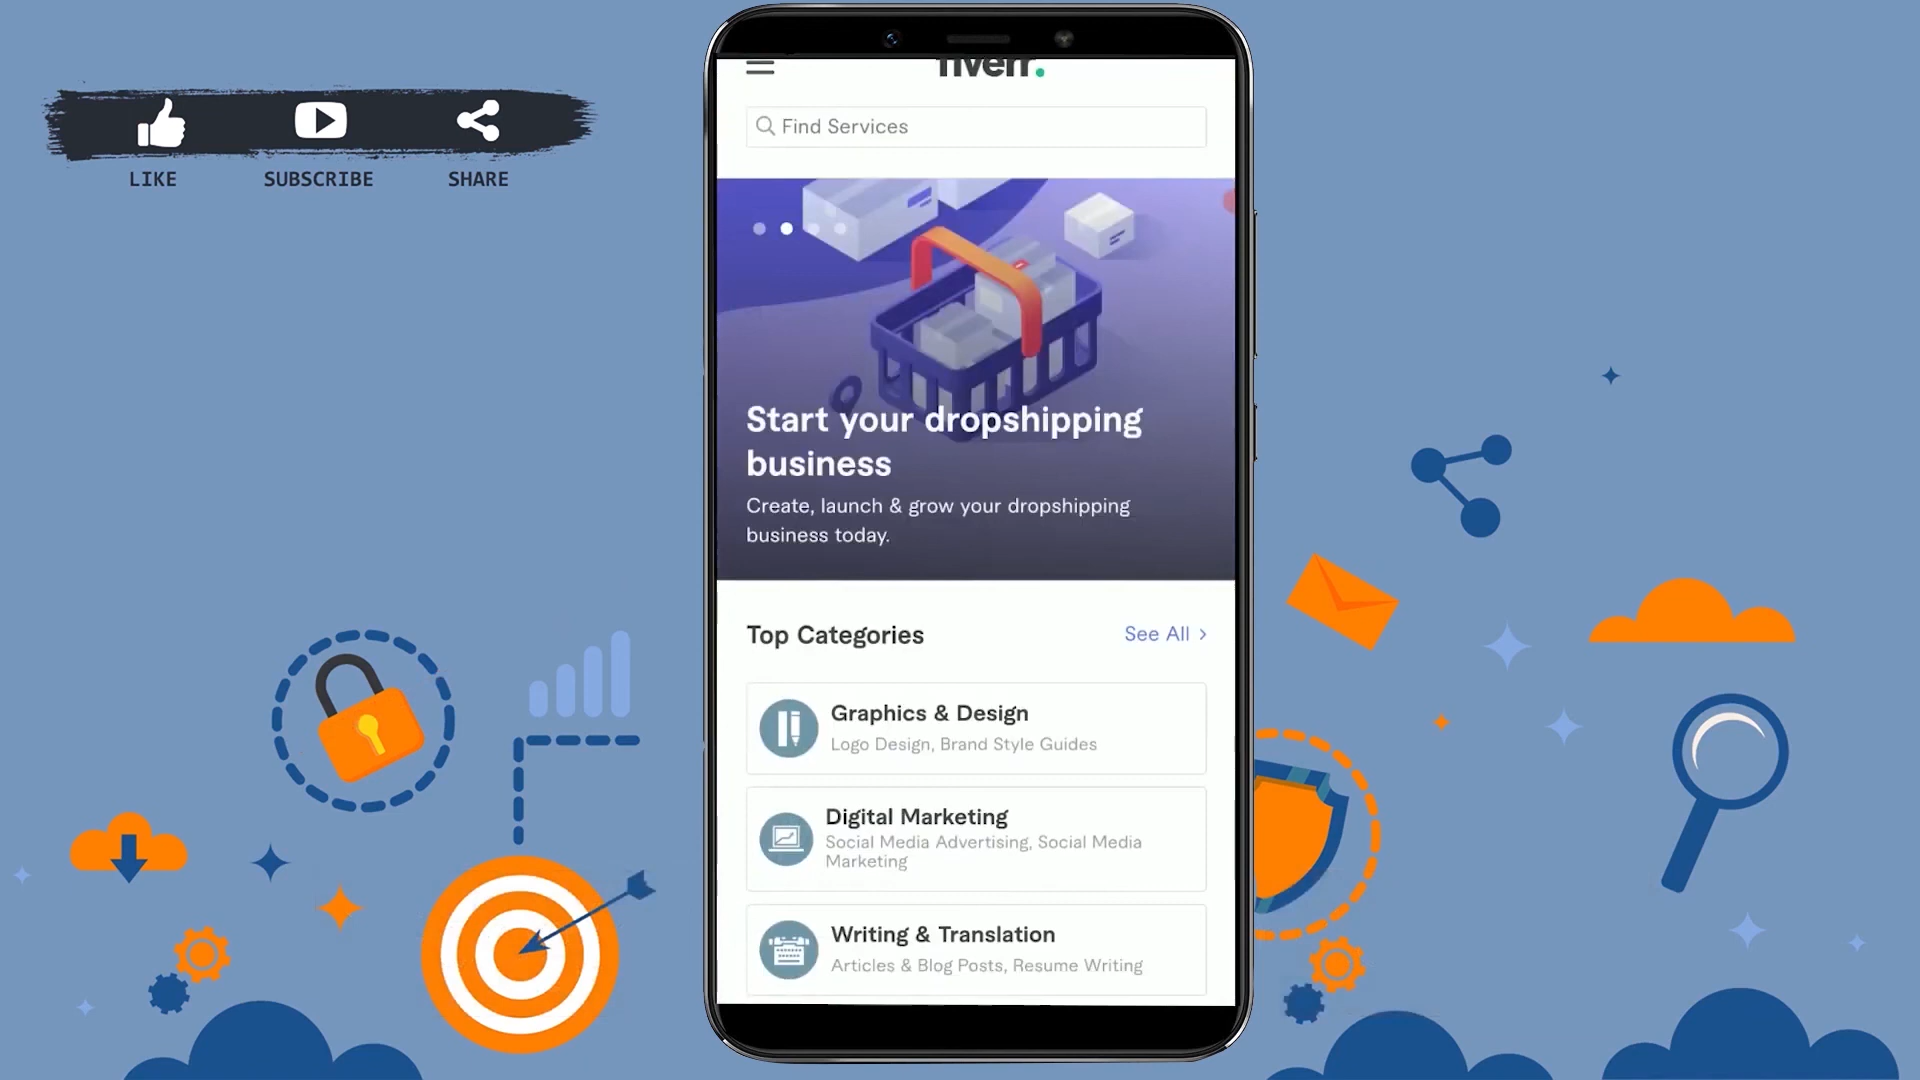 LIKE
SUBSCRIBE
SHARE
fiverr.
Find Services
Start your dropshipping
business
Create, launch & grow your dropshipping
business today.
Top Categories
See All >
Graphics & Design
Logo Design, Brand Style Guides
Digital Marketing
Social Media Advertising, Social Media
Marketing
Writing & Translation
Articles & Blog Posts, Resume Writing